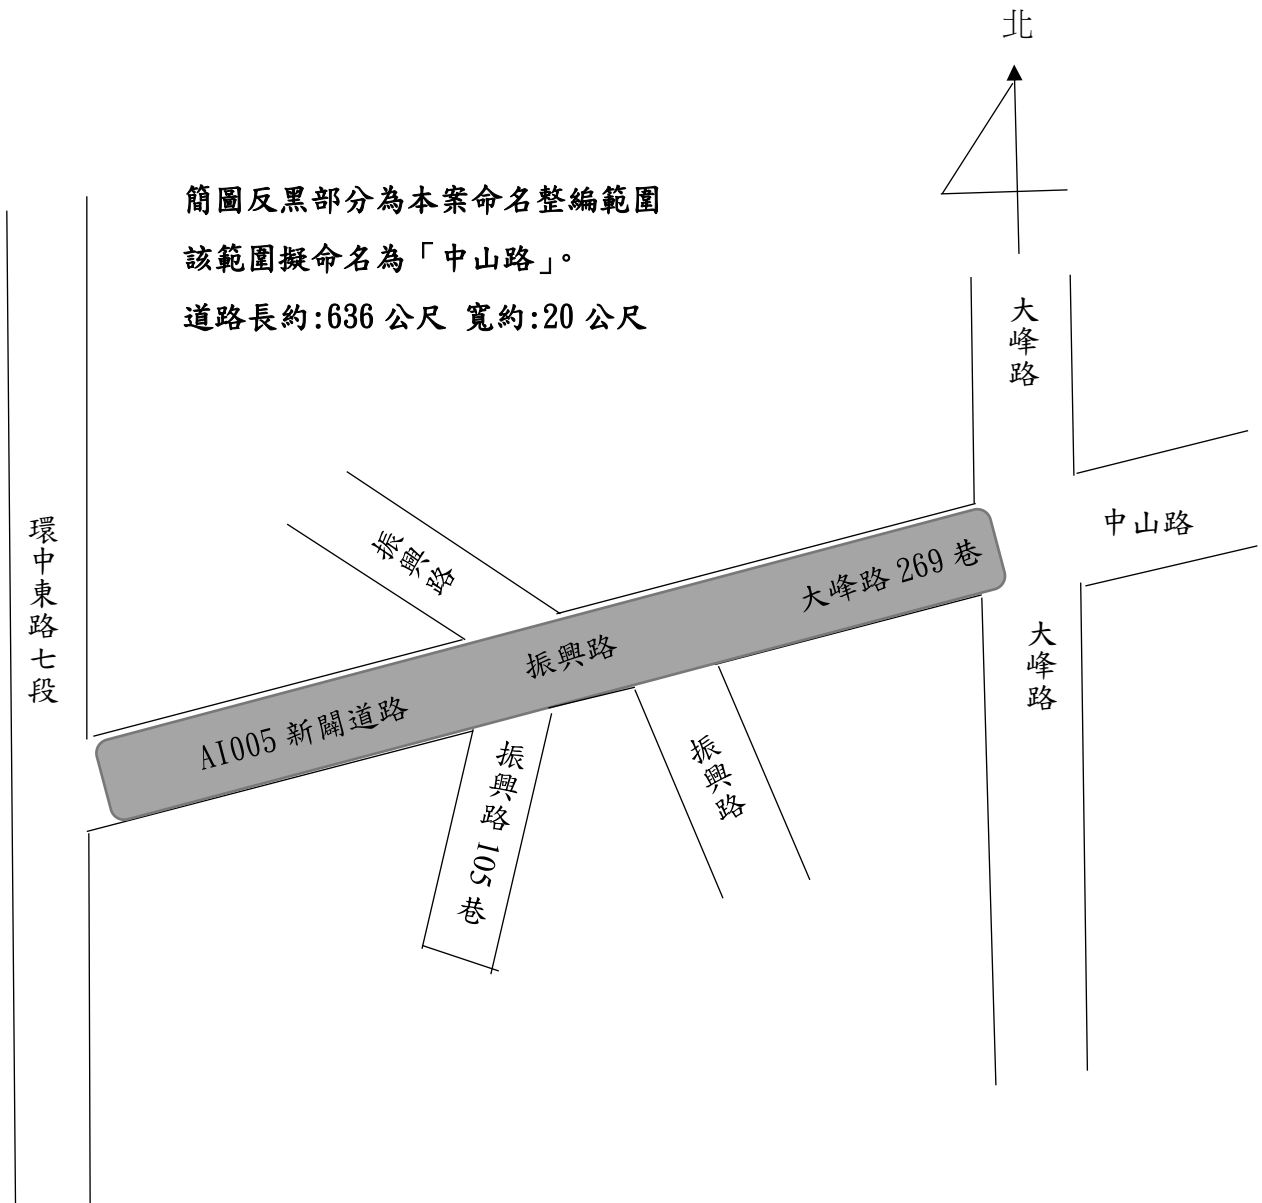 北
簡圖反黑部分為本案命名整編範圍
該範圍擬命名為「中山路」。
道路長約:636 公尺 寬約:20 公尺
大峰路
環中東路七段
振興路
中山路
大峰路 269 巷
振興路
AI005 新闢道路
大峰路
振興路 105 巷
振興路